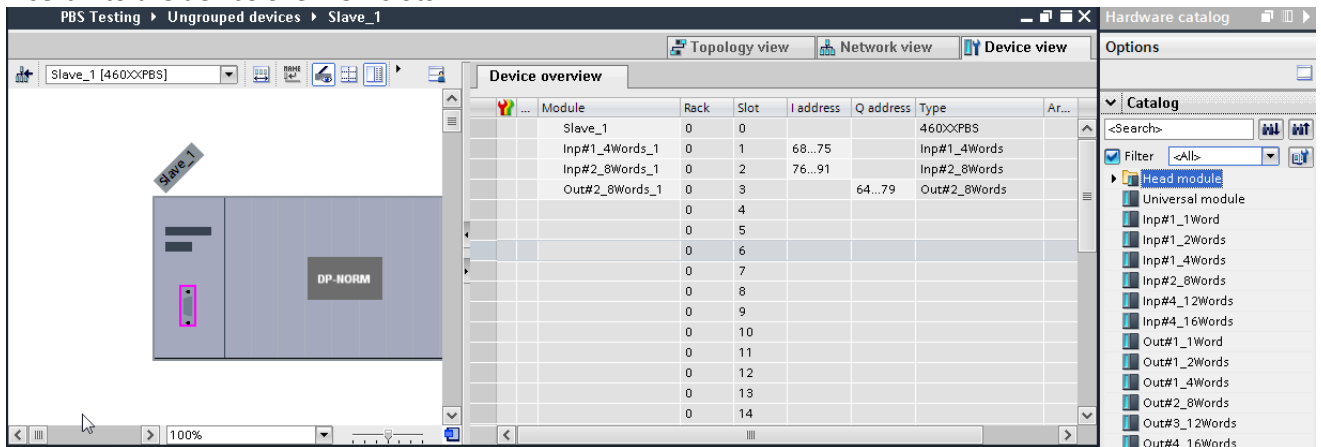 PBS Testing ▸ Ungrouped devices ▸ Slave_1
Hardware catalog
Topology view
Network view
Device view
Options
Slave_1 [460XXPBS]
Device overview
... Module Rack Slot I address Q address Type Ar...
Slave_1 0 0 460XXPBS
Inp#1_4Words_1 0 1 68...75 Inp#1_4Words
Inp#2_8Words_1 0 2 76...91 Inp#2_8Words
Out#2_8Words_1 0 3 64...79 Out#2_8Words
0 4
0 5
0 6
0 7
0 8
0 9
0 10
0 11
0 12
0 13
0 14
Slave_1
DP-NORM
100%
Catalog
<Search>
Filter <All>
Head module
Universal module
Inp#1_1Word
Inp#1_2Words
Inp#1_4Words
Inp#2_8Words
Inp#4_12Words
Inp#4_16Words
Out#1_1Word
Out#1_2Words
Out#1_4Words
Out#2_8Words
Out#3_12Words
Out#4_16Words